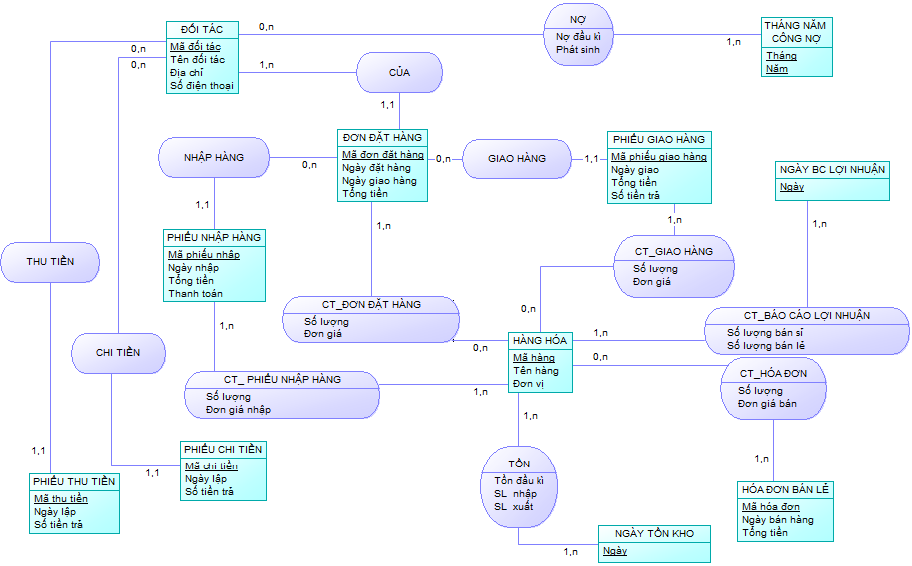 ĐỐI TÁC
Mã đối tác
Tên đối tác
Địa chỉ
Số điện thoại
0,n
0,n
0,n
1,n
NỢ
Nợ đầu kì
Phát sinh
1,n
THÁNG NĂM
CÔNG NỢ
Tháng
Năm
CỦA
1,1
ĐƠN ĐẶT HÀNG
Mã đơn đặt hàng
Ngày đặt hàng
Ngày giao hàng
Tổng tiền
NHẬP HÀNG
0,n
0,n
GIAO HÀNG
1,1
PHIẾU GIAO HÀNG
Mã phiếu giao hàng
Ngày giao
Tổng tiền
Số tiền trả
NGÀY BC LỢI NHUẬN
Ngày
1,1
1,n
1,n
1,n
PHIẾU NHẬP HÀNG
Mã phiếu nhập
Ngày nhập
Tổng tiền
Thanh toán
THU TIỀN
CT_GIAO HÀNG
Số lượng
Đơn giá
CT_ĐƠN ĐẶT HÀNG
Số lượng
Đơn giá
0,n
CT_BÁO CÁO LỢI NHUẬN
Số lượng bán sỉ
Số lượng bán lẻ
1,n
0,n
HÀNG HÓA
Mã hàng
Tên hàng
Đơn vị
1,n
0,n
CHI TIỀN
CT_ PHIẾU NHẬP HÀNG
Số lượng
Đơn giá nhập
1,n
CT_HÓA ĐƠN
Số lượng
Đơn giá bán
1,n
1,1
1,1
PHIẾU CHI TIỀN
Mã chi tiền
Ngày lập
Số tiền trả
TỒN
Tồn đầu kì
SL nhập
SL xuất
1,n
PHIẾU THU TIỀN
Mã thu tiền
Ngày lập
Số tiền trả
HÓA ĐƠN BÁN LẺ
Mã hóa đơn
Ngày bán hàng
Tổng tiền
1,n
NGÀY TỒN KHO
Ngày